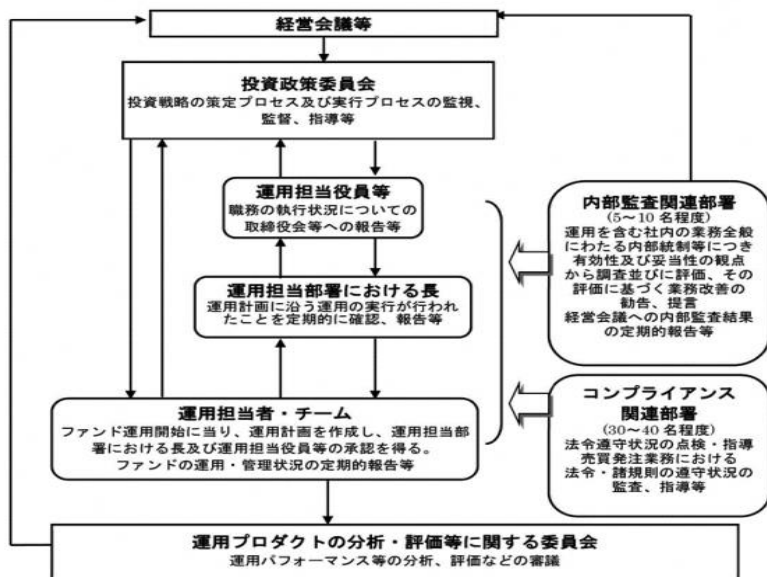 経営会議等
投資政策委員会
投資戦略の策定プロセス及び実行プロセスの監視、
監督、指導等
運用担当役員等
職務の執行状況についての
取締役会等への報告等
運用担当部署における長
運用計画に沿う運用の実行が行われ
たことを定期的に確認、報告等
運用担当者・チーム
ファンド運用開始に当り、運用計画を作成し、運用担当部
署における長及び運用担当役員等の承認を得る。
ファンドの運用・管理状況の定期的報告等
内部監査関連部署
(5～10 名程度)
運用を含む社内の業務全般
にわたる内部統制等につき
有効性及び妥当性の観点
から調査並びに評価、その
評価に基づく業務改善の
勧告、提言
経営会議への内部監査結果
の定期的報告等
コンプライアンス
関連部署
(30～40 名程度)
法令遵守状況の点検・指導
売買発注業務における
法令・諸規則の遵守状況の
監査、指導等
運用プロダクトの分析・評価等に関する委員会
運用パフォーマンス等の分析、評価などの審議